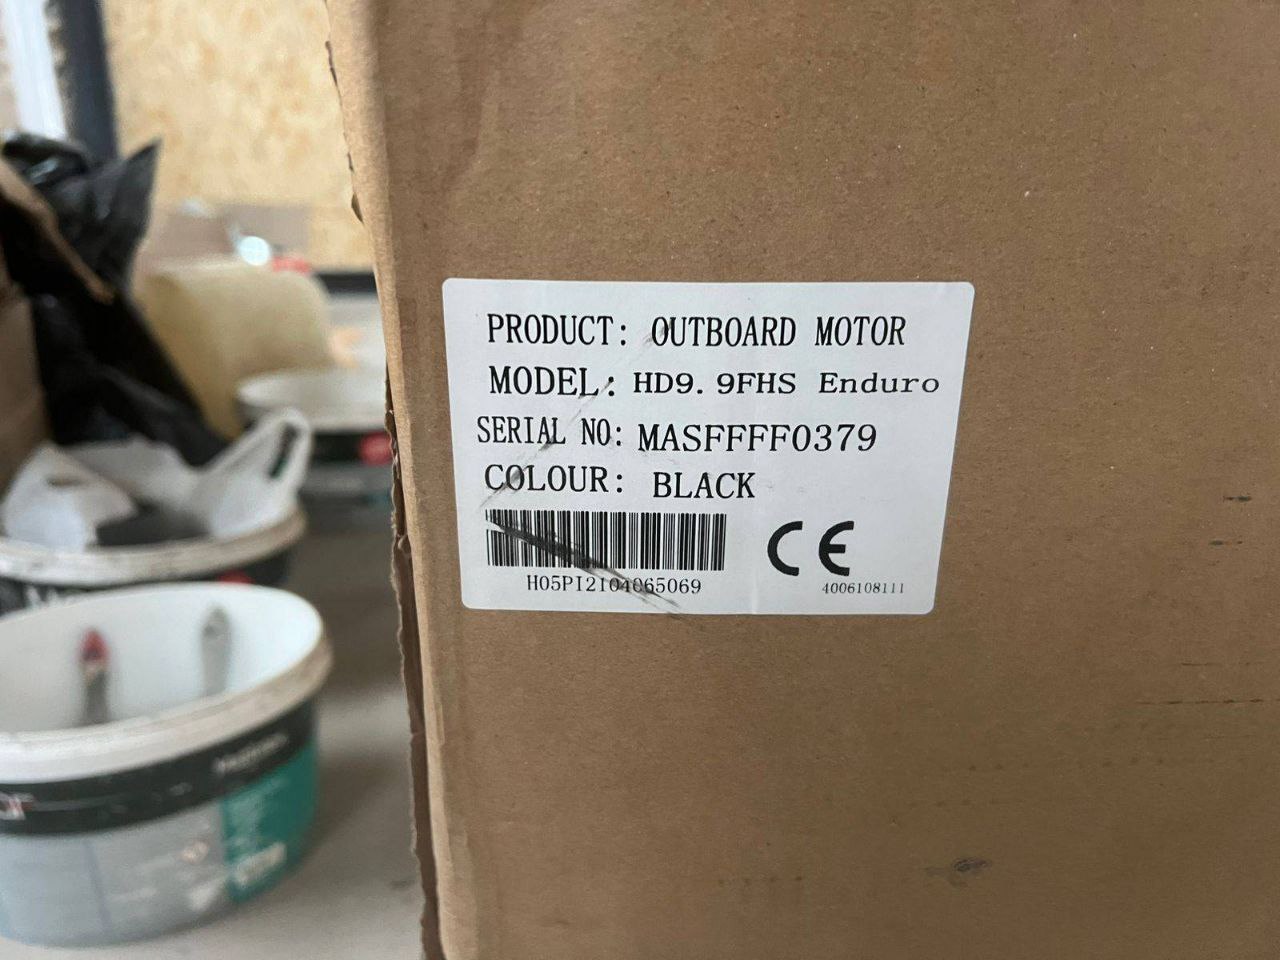 PRODUCT: OUTBOARD MOTOR
MODEL: HD9.9FHS Enduro
SERIAL NO: MASFFFF0379
COLOUR: BLACK
CE
H05PI2104065069
4006108111